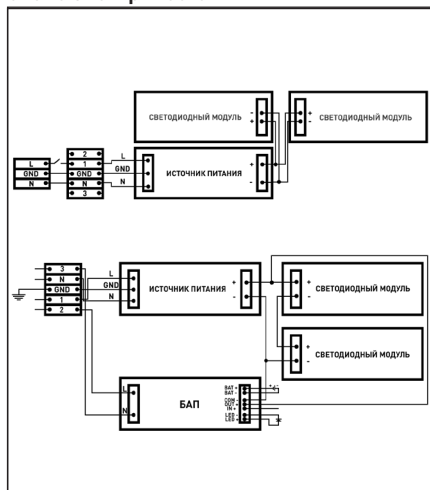 СВЕТОДИОДНЫЙ МОДУЛЬ
- +
+ -
СВЕТОДИОДНЫЙ МОДУЛЬ
L
GND
N
2
1
GND
N
3
L
GND
N
ИСТОЧНИК ПИТАНИЯ
+
-
3
N
GND
1
2
L
GND
N
ИСТОЧНИК ПИТАНИЯ
+
-
+
-
СВЕТОДИОДНЫЙ МОДУЛЬ
+
-
СВЕТОДИОДНЫЙ МОДУЛЬ
L
N
БАП
BAT +
BAT -
COM
OUT +
IN +
LED -
LED +
+ -